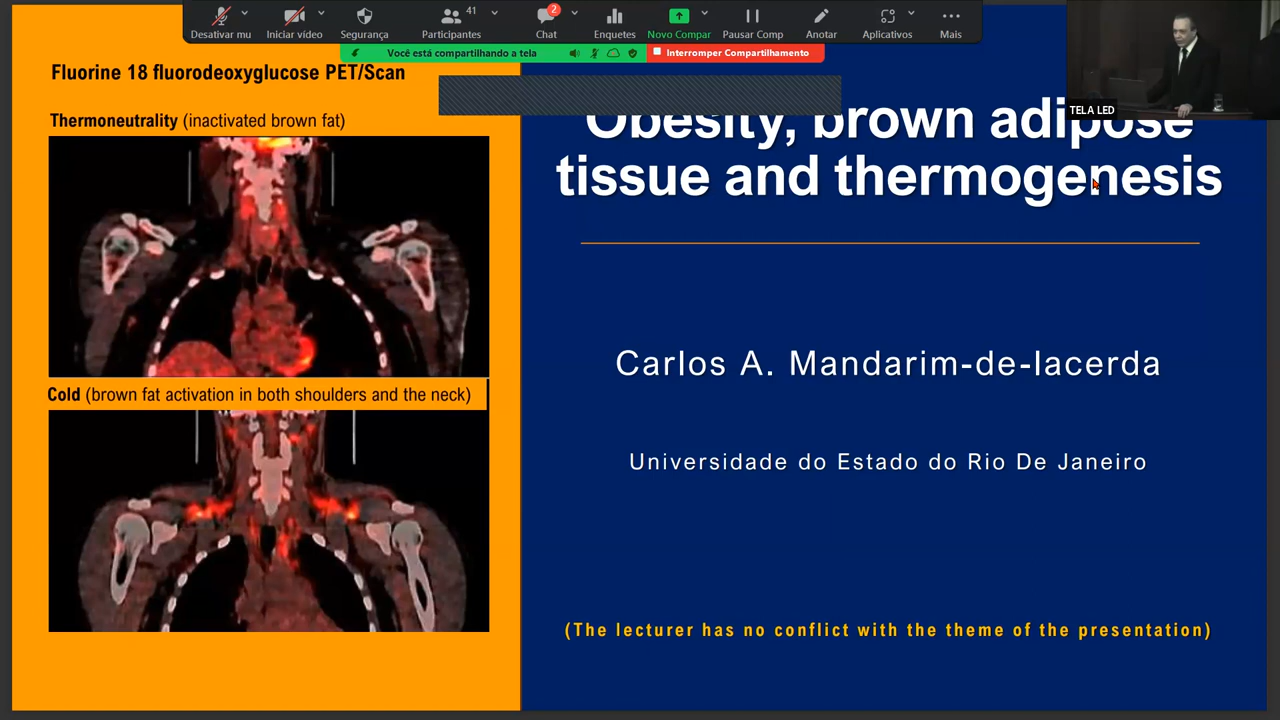 Desativar mu
Iniciar vídeo
Segurança
Participantes
41
Chat
2
Enquetes
Novo Compar
Pausar Comp
Anotar
Aplicativos
Mais
Você está compartilhando a tela
Interromper Compartilhamento
TELA LED
Fluorine 18 fluorodeoxyglucose PET/Scan
Thermoneutrality (inactivated brown fat)
Cold (brown fat activation in both shoulders and the neck)
Obesity, brown adipose
tissue and thermogenesis
Carlos A. Mandarim-de-lacerda
Universidade do Estado do Rio De Janeiro
(The lecturer has no conflict with the theme of the presentation)